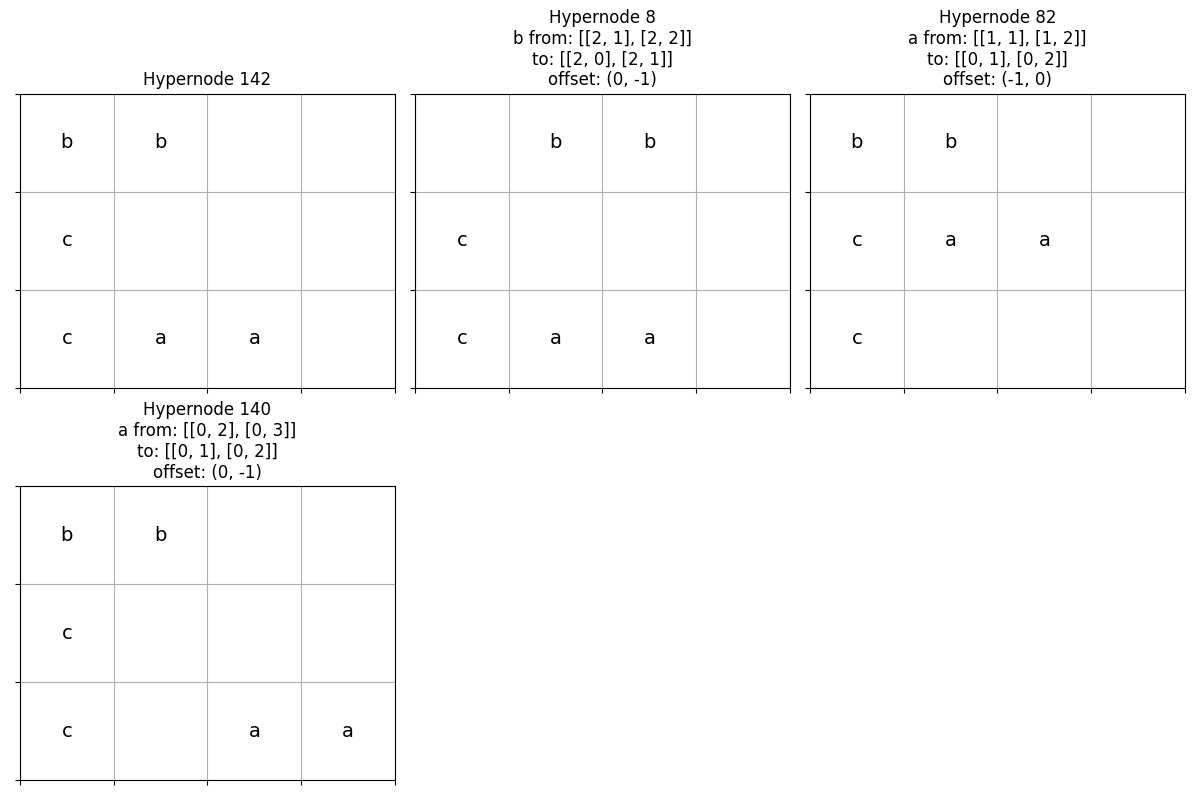 Hypernode 142
b b
c
c a a
Hypernode 8
b from: [[2, 1], [2, 2]]
to: [[2, 0], [2, 1]]
offset: (0, -1)
b b
c
c a a
Hypernode 82
a from: [[1, 1], [1, 2]]
to: [[0, 1], [0, 2]]
offset: (-1, 0)
b b
c a a
c
Hypernode 140
a from: [[0, 2], [0, 3]]
to: [[0, 1], [0, 2]]
offset: (0, -1)
b b
c
c a a